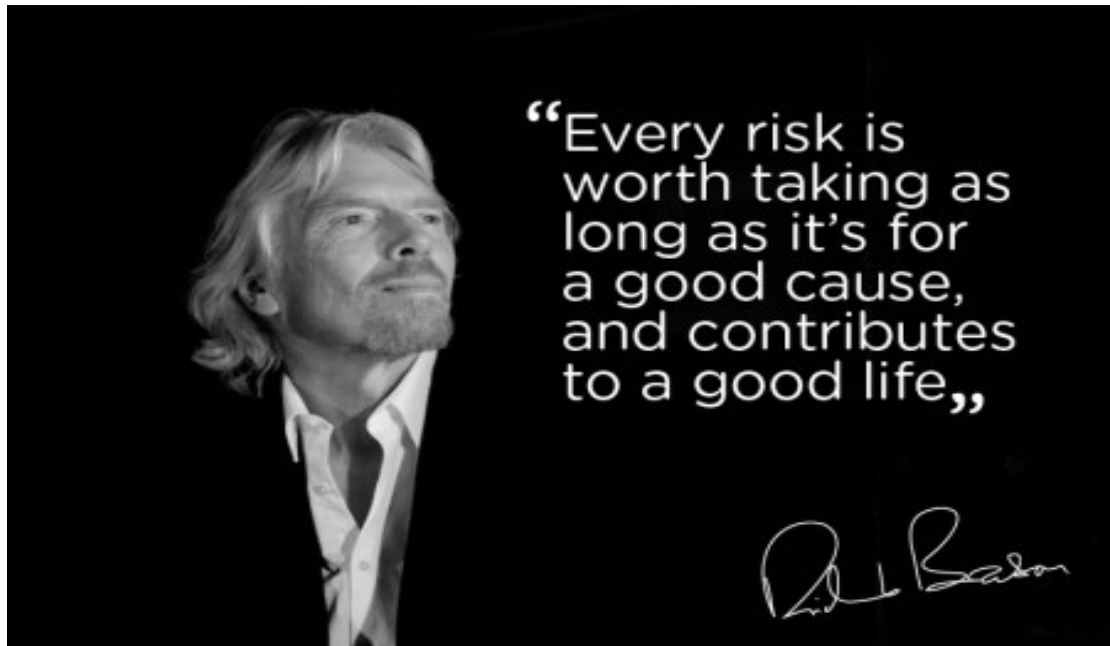 “Every risk is
worth taking as
long as it’s for
a good cause,
and contributes
to a good life„